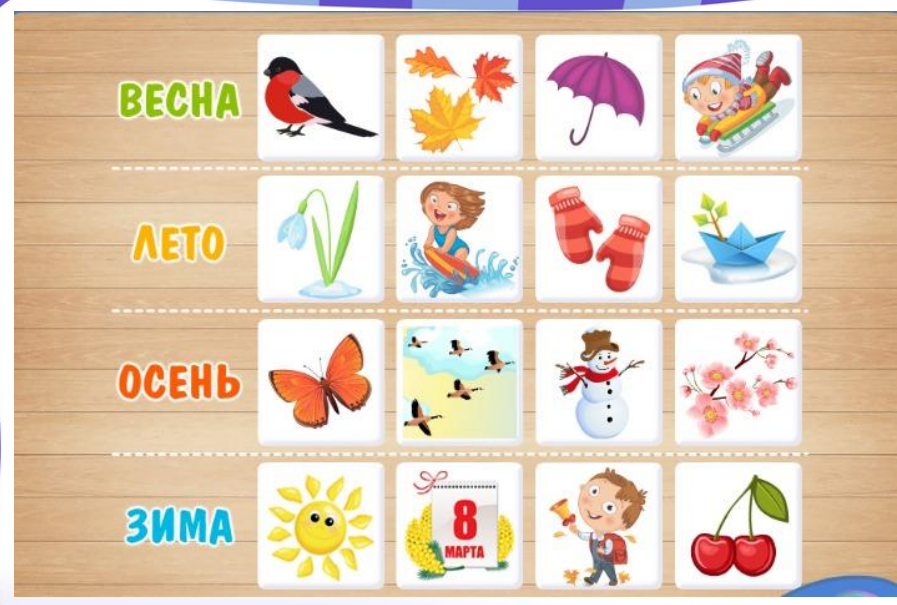 ВЕСНА
ЛЕТО
ОСЕНЬ
ЗИМА
8
МАРТА